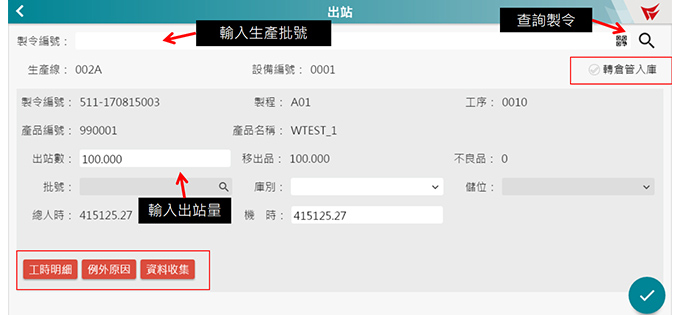 出站
查詢製令
製令編號： 輸入生產批號
生產線： 002A 設備編號： 0001 轉倉管入庫
製令編號： 511-170815003 製程： A01 工序： 0010
產品編號： 990001 產品名稱： WTEST_1
出站數： 100.000 移出品： 100.000 不良品： 0
批號： 庫別： 儲位：
總人時： 415125.27 輸入出站量 機 時： 415125.27
工時明細 例外原因 資料收集